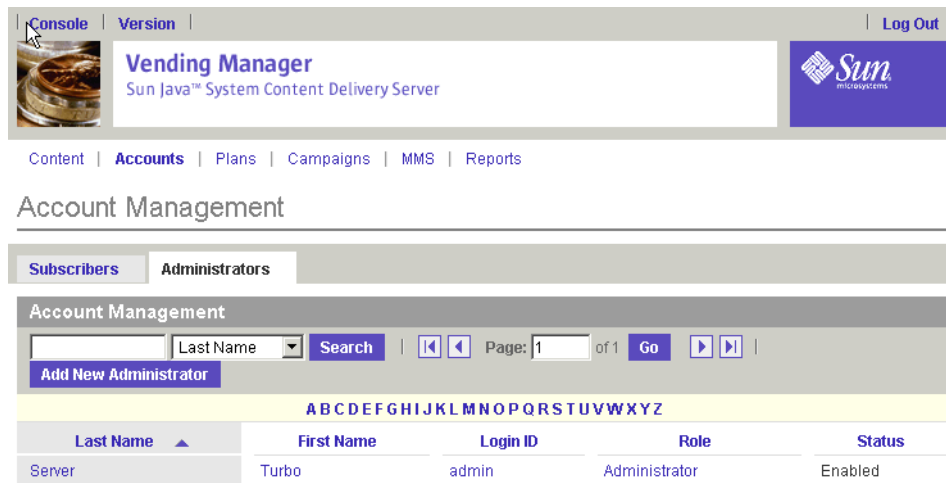 Console | Version | | Log Out
Vending Manager
Sun Java™ System Content Delivery Server
Sun
microsystems
Content | Accounts | Plans | Campaigns | MMS | Reports
Account Management
Subscribers Administrators
Account Management
Last Name Search | Page: 1 of 1 Go |
Add New Administrator
A B C D E F G H I J K L M N O P Q R S T U V W X Y Z
Last Name First Name Login ID Role Status
Server Turbo admin Administrator Enabled